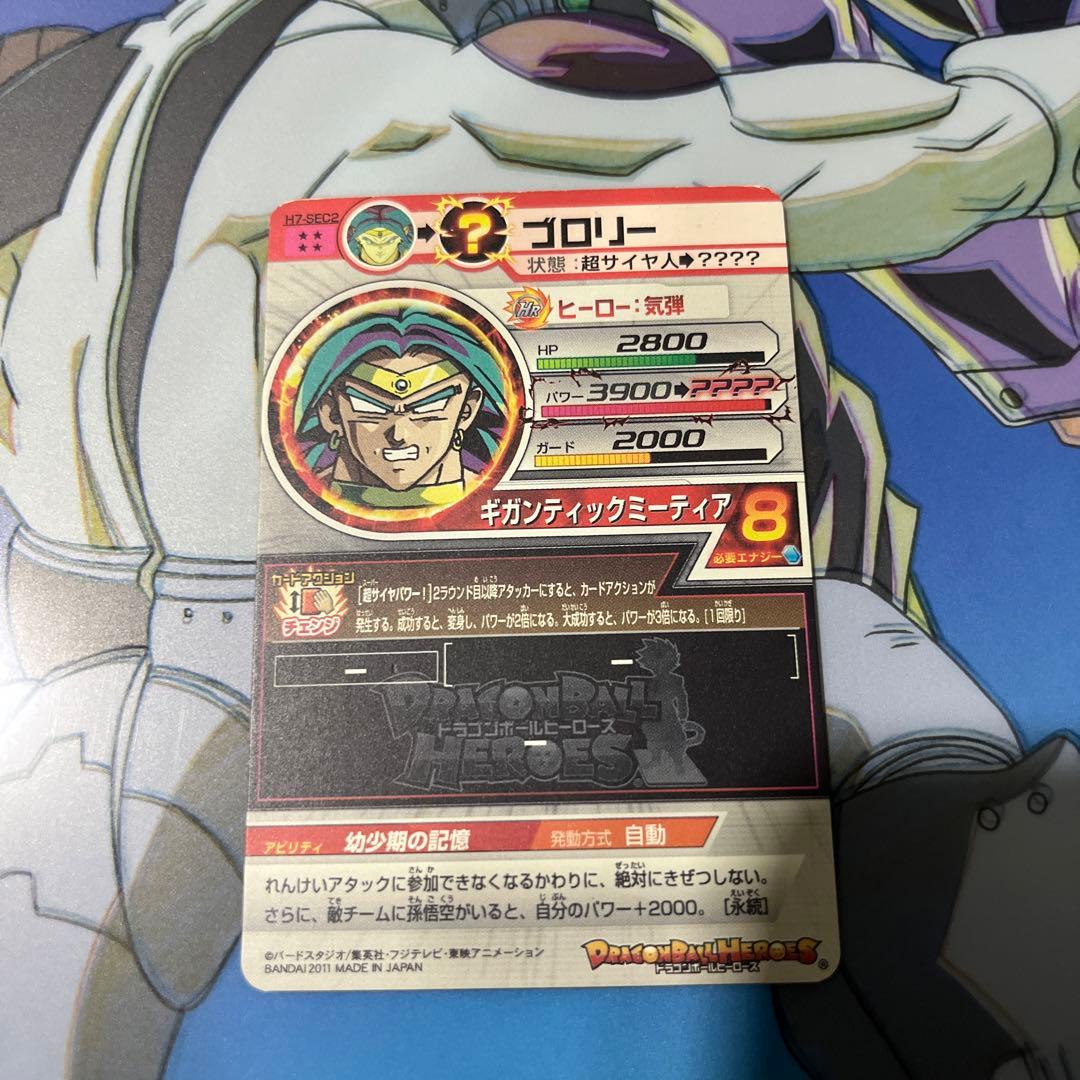 H7-SEC2
ブロリー
状態:超サイヤ人➡????
HR ヒーロー:気弾
HP 2800
パワー 3900➡????
ガード 2000
ギガンティックミーティア 8
必要エナジー
カードアクション
チェンジ
[超サイヤパワー!]2ラウンド目以降アタッカーにすると、カードアクションが
発生する。成功すると、変身し、パワーが2倍になる。大成功すると、パワーが3倍になる。[1回限り]
ー
ー
DRAGONBALL
ドラゴンボールヒーローズ
HEROES
ー
アビリティ 幼少期の記憶 発動方式 自動
れんけいアタックに参加できなくなるかわりに、絶対にきぜつしない。
さらに、敵チームに孫悟空がいると、自分のパワー+2000。[永続]
©バードスタジオ/集英社・フジテレビ・東映アニメーション
BANDAI 2011 MADE IN JAPAN
DRAGONBALL HEROES®
ドラゴンボールヒーローズ